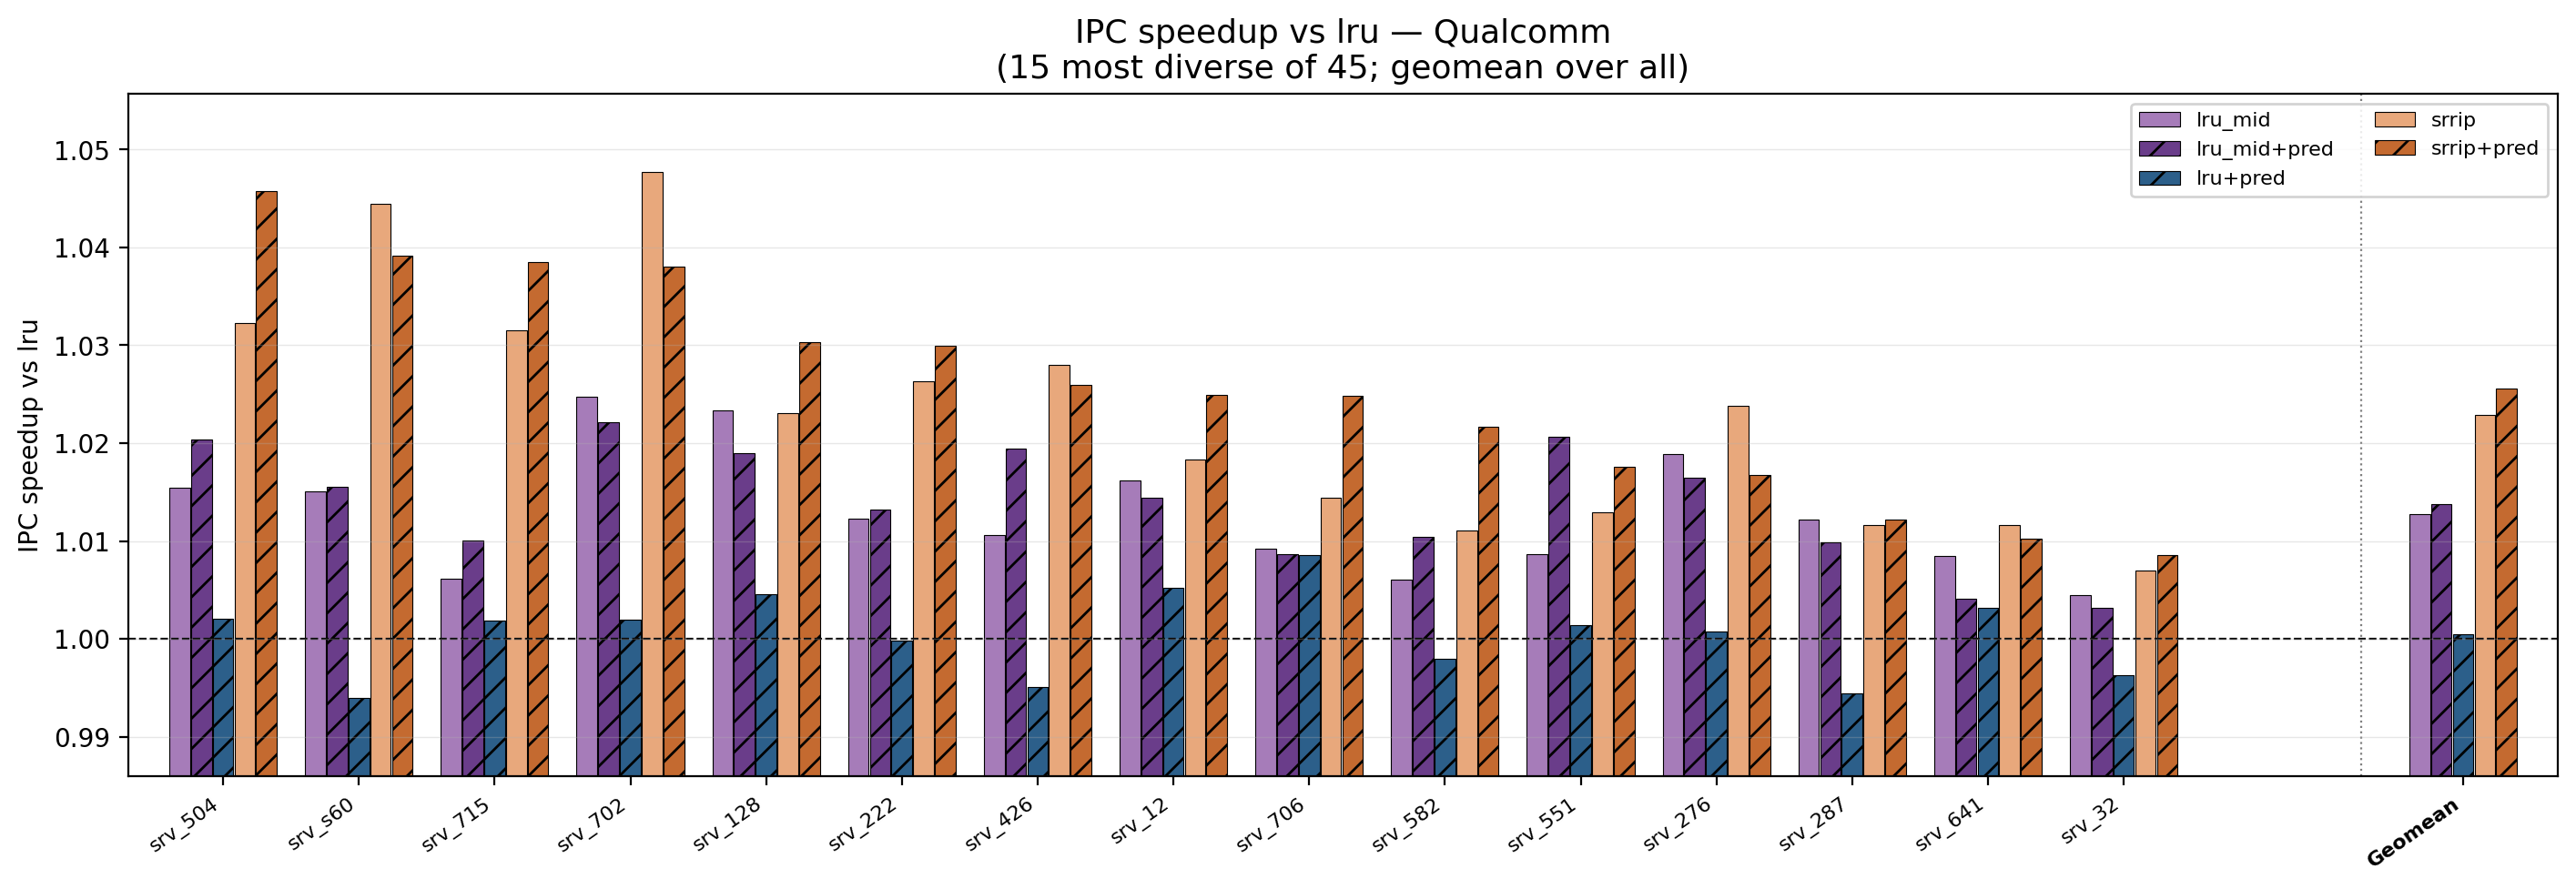 IPC speedup vs lru — Qualcomm
(15 most diverse of 45; geomean over all)
IPC speedup vs lru
1.05
1.04
1.03
1.02
1.01
1.00
0.99
lru_mid
lru_mid+pred
lru+pred
srrip
srrip+pred
srv_504
srv_s60
srv_715
srv_702
srv_128
srv_222
srv_426
srv_12
srv_706
srv_582
srv_551
srv_276
srv_287
srv_641
srv_32
Geomean